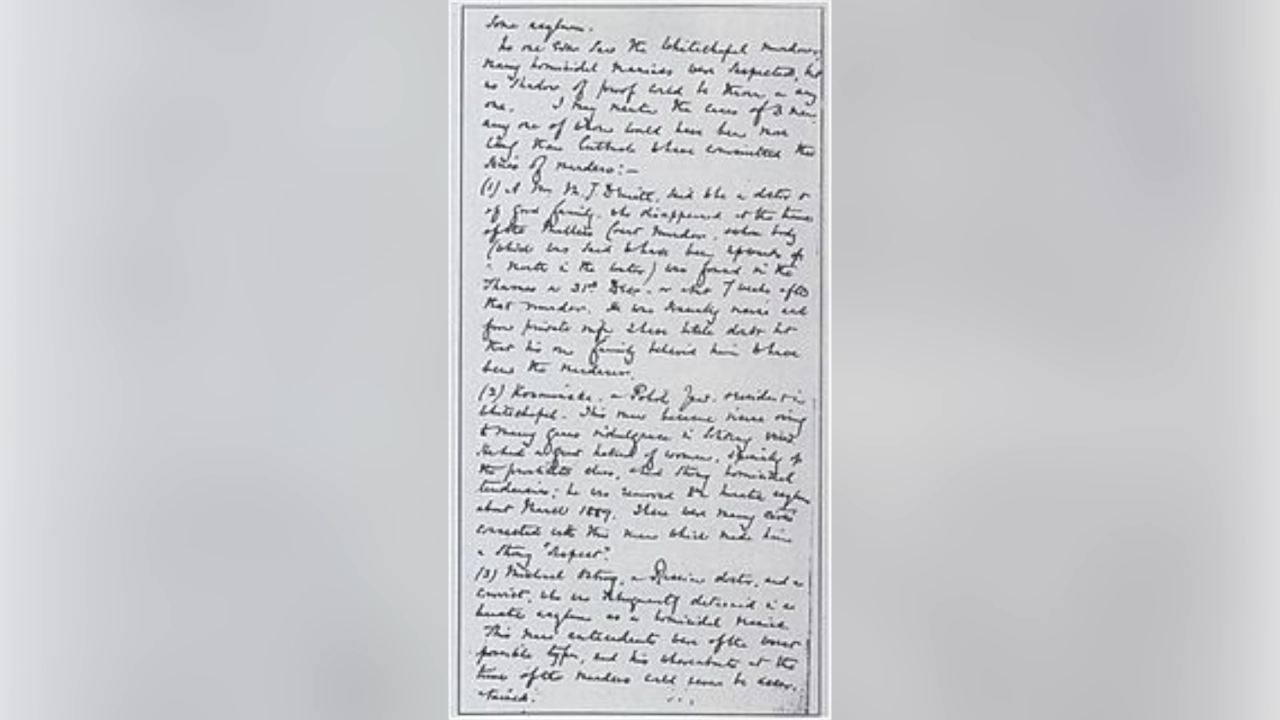 some asylum.
No one ever saw the Whitechapel Murderer,
many homicidal maniacs were suspected, but
no shadow of proof could be thrown on any
one. I may mention the cases of 3 men
any one of whom would have been more
likely than Cutbush to have committed this
series of murders:-
(1) A Mr M. J. Druitt, said to be a doctor &
of good family, who disappeared at the time
of the Miller's Court Murder, whose body
(which was said to have been upwards of
a month in the water) was found in the
Thames on 31st Decr. or about 7 weeks after
that murder. He was sexually insane and
from private inf. I have little doubt but
that his own family believed him to have
been the murderer.
(2) Kosminski, a Polish Jew, resident in
Whitechapel. This man became insane owing
to many years indulgence in solitary vices.
He had a great hatred of women, specially of
the prostitute class, & had strong homicidal
tendencies; he was removed to a lunatic asylum
about March 1889. There were many circs
connected with this man which made him
a strong "suspect".
(3) Michael Ostrog, a Russian doctor, and a
convict, who was subsequently detained in a
lunatic asylum as a homicidal maniac.
This man's antecedents were of the worst
possible type, and his whereabouts at the
time of the murders could never be ascer-
-tained.